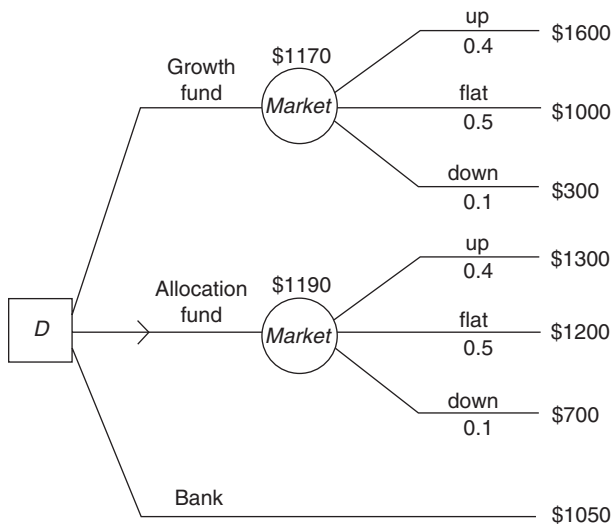 up
0.4
$1600
$1170
Growth
fund
Market
flat
0.5
$1000
down
0.1
$300
up
0.4
$1300
$1190
Allocation
fund
D
Market
flat
0.5
$1200
down
0.1
$700
Bank
$1050